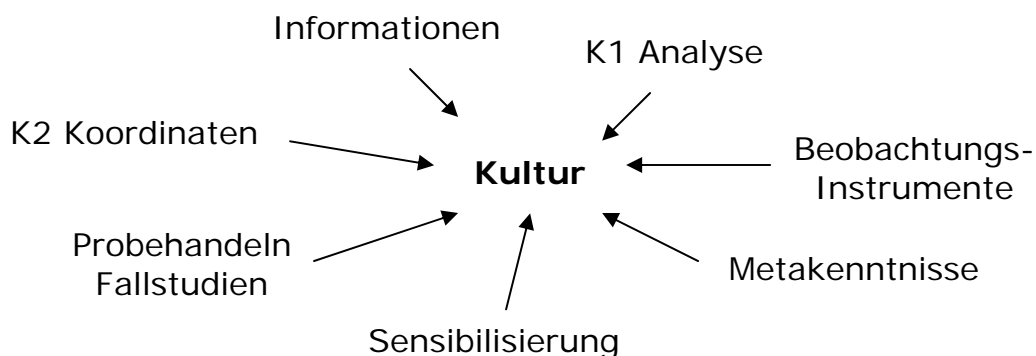 Informationen
K1 Analyse
K2 Koordinaten
Beobachtungs-
Instrumente
Kultur
Probehandeln
Fallstudien
Metakenntnisse
Sensibilisierung